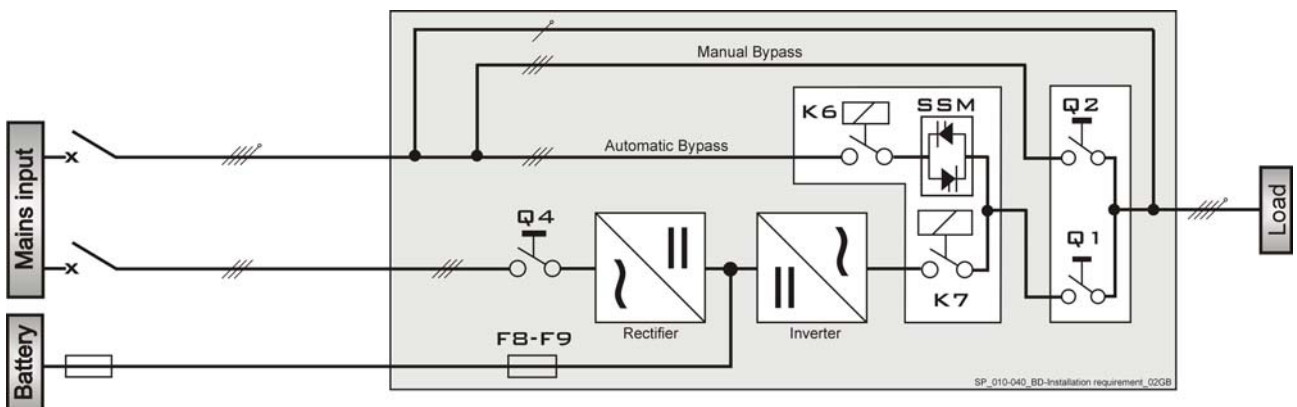 Manual Bypass
K6
SSM
Q2
Mains input
Automatic Bypass
Load
Q4
Q1
K7
Rectifier
Inverter
Battery
F8-F9
SP_010-040_BD-Installation requirement_02GB